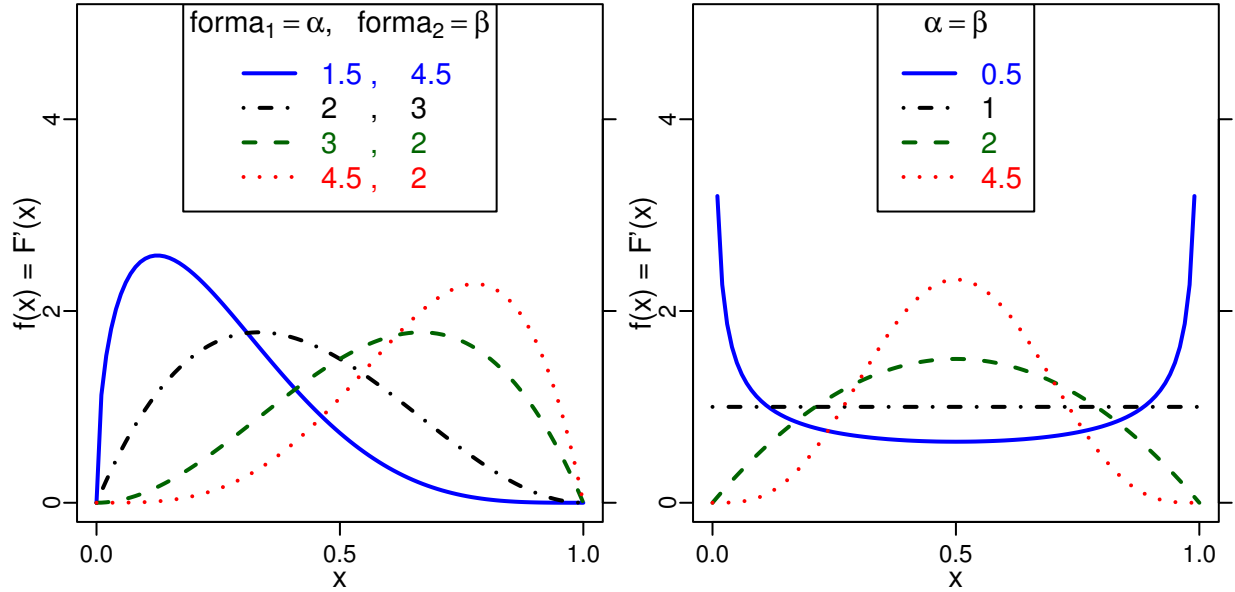 forma₁ = α, forma₂ = β
1.5 , 4.5
2 , 3
3 , 2
4.5 , 2
f(x) = F'(x)
0
2
4
0.0
0.5
1.0
x
α = β
0.5
1
2
4.5
f(x) = F'(x)
0
2
4
0.0
0.5
1.0
x